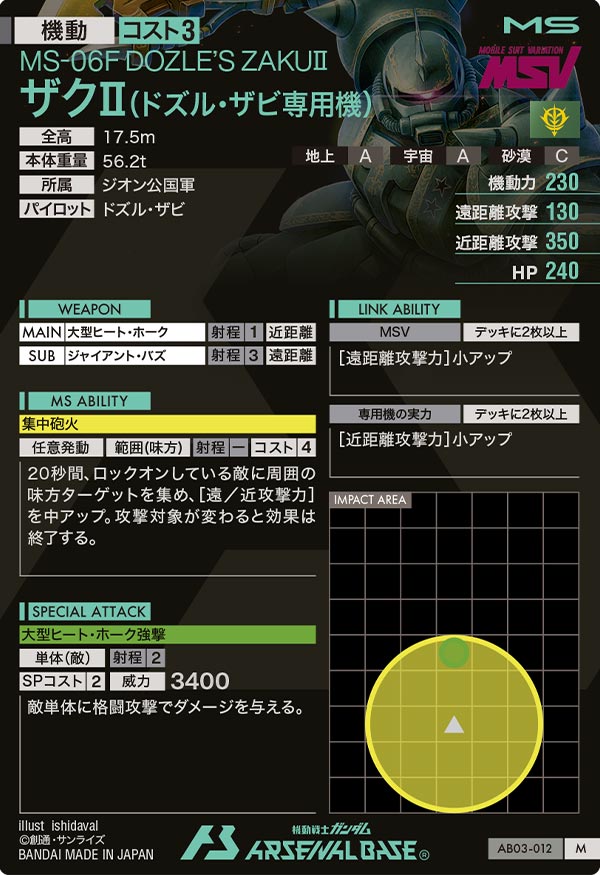 機動 コスト3 MS
MS-06F DOZLE'S ZAKUⅡ
MOBILE SUIT VARIATION
MSV
ザクⅡ(ドズル・ザビ専用機)
全高 17.5m
本体重量 56.2t
所属 ジオン公国軍
パイロット ドズル・ザビ
地上 A 宇宙 A 砂漠 C
機動力 230
遠距離攻撃 130
近距離攻撃 350
HP 240
WEAPON
MAIN 大型ヒート・ホーク 射程 1 近距離
SUB ジャイアント・バズ 射程 3 遠距離
MS ABILITY
集中砲火
任意発動 範囲(味方) 射程 ー コスト 4
20秒間、ロックオンしている敵に周囲の
味方ターゲットを集め、[遠/近攻撃力]
を中アップ。攻撃対象が変わると効果は
終了する。
SPECIAL ATTACK
大型ヒート・ホーク強撃
単体(敵) 射程 2
SPコスト 2 威力 3400
敵単体に格闘攻撃でダメージを与える。
LINK ABILITY
MSV デッキに2枚以上
[遠距離攻撃力]小アップ
専用機の実力 デッキに2枚以上
[近距離攻撃力]小アップ
IMPACT AREA
illust ishidaval
©創通・サンライズ
BANDAI MADE IN JAPAN
機動戦士ガンダム
ARSENAL BASE®
AB03-012 M